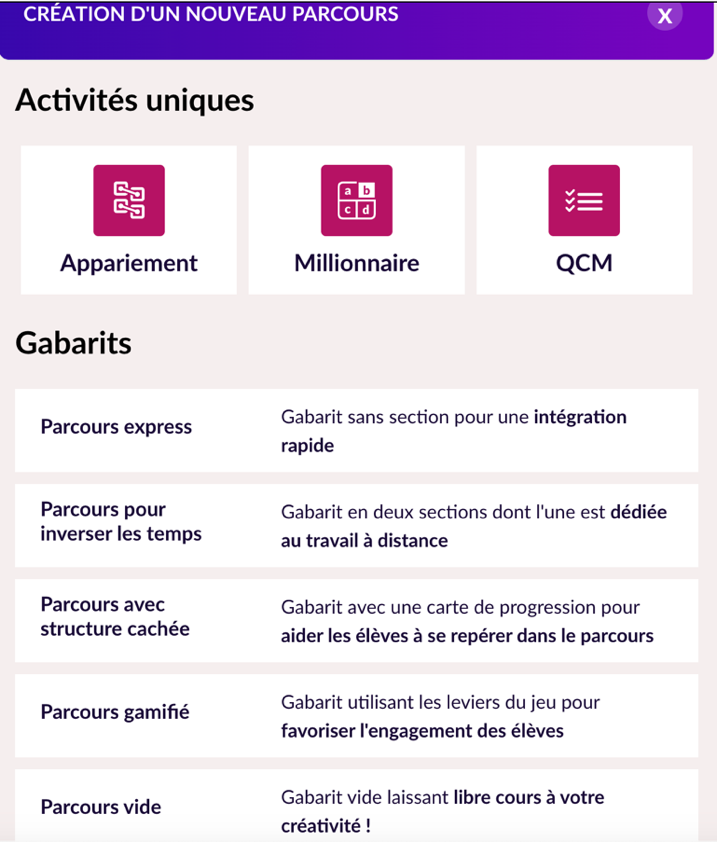 CRÉATION D'UN NOUVEAU PARCOURS
X
Activités uniques
a b
c d
Appariement
Millionnaire
QCM
Gabarits
Parcours express
Gabarit sans section pour une intégration
rapide
Parcours pour
inverser les temps
Gabarit en deux sections dont l'une est dédiée
au travail à distance
Parcours avec
structure cachée
Gabarit avec une carte de progression pour
aider les élèves à se repérer dans le parcours
Parcours gamifié
Gabarit utilisant les leviers du jeu pour
favoriser l'engagement des élèves
Parcours vide
Gabarit vide laissant libre cours à votre
créativité !